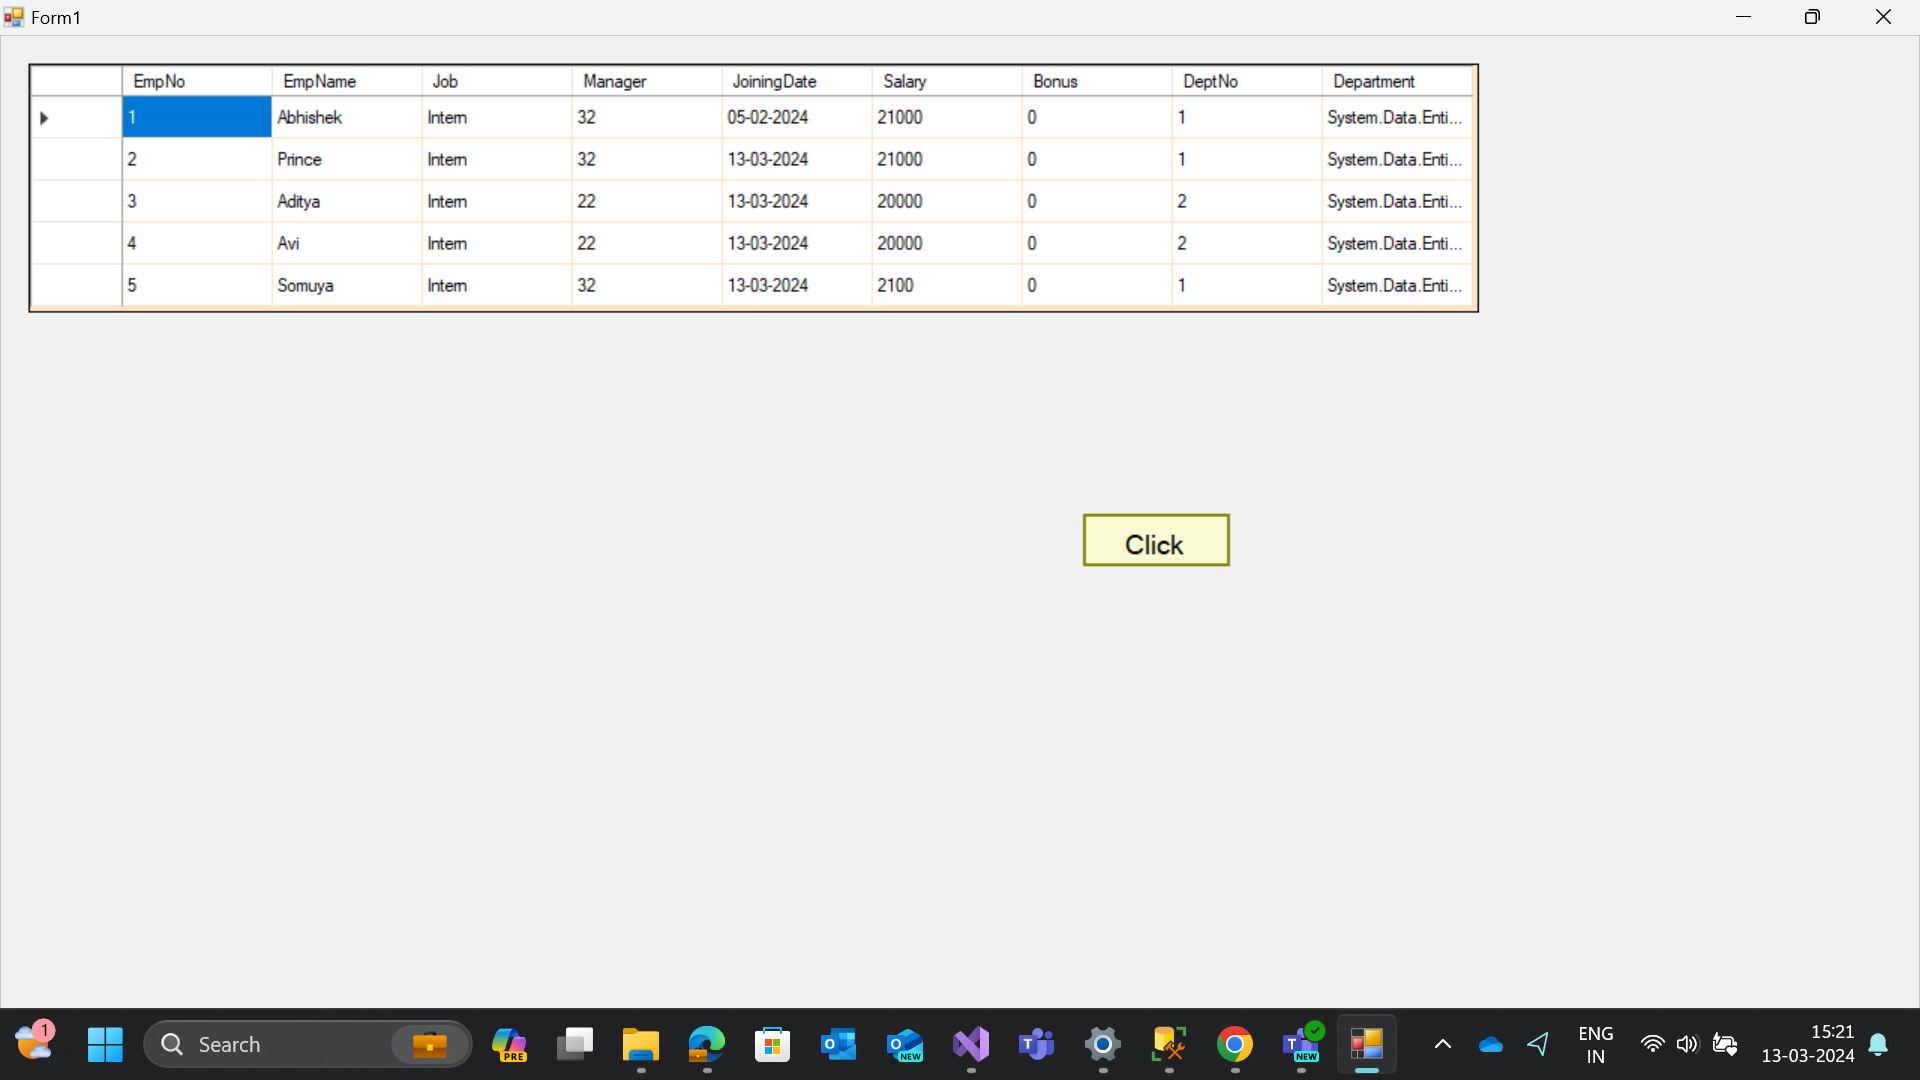 Form1
EmpNo EmpName Job Manager JoiningDate Salary Bonus DeptNo Department
1 Abhishek Intern 32 05-02-2024 21000 0 1 System.Data.Enti...
2 Prince Intern 32 13-03-2024 21000 0 1 System.Data.Enti...
3 Aditya Intern 22 13-03-2024 20000 0 2 System.Data.Enti...
4 Avi Intern 22 13-03-2024 20000 0 2 System.Data.Enti...
5 Somuya Intern 32 13-03-2024 2100 0 1 System.Data.Enti...
Click
1
Search
PRE
NEW
NEW
ENG
IN
15:21
13-03-2024